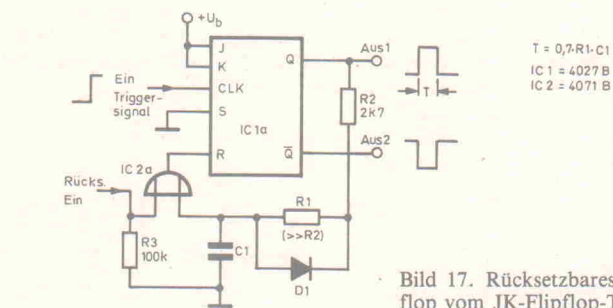 +Ub
J
K
CLK
S
R
Q
Q̅
IC 1a
Ein
Trigger-
signal
Aus1
R2
2k7
Aus2
T
T = 0,7·R1·C1
IC 1 = 4027 B
IC 2 = 4071 B
IC 2a
Rücks.
Ein
R3
100k
C1
R1
(>>R2)
D1
Bild 17. Rücksetzbares
flop vom JK-Flipflop-T